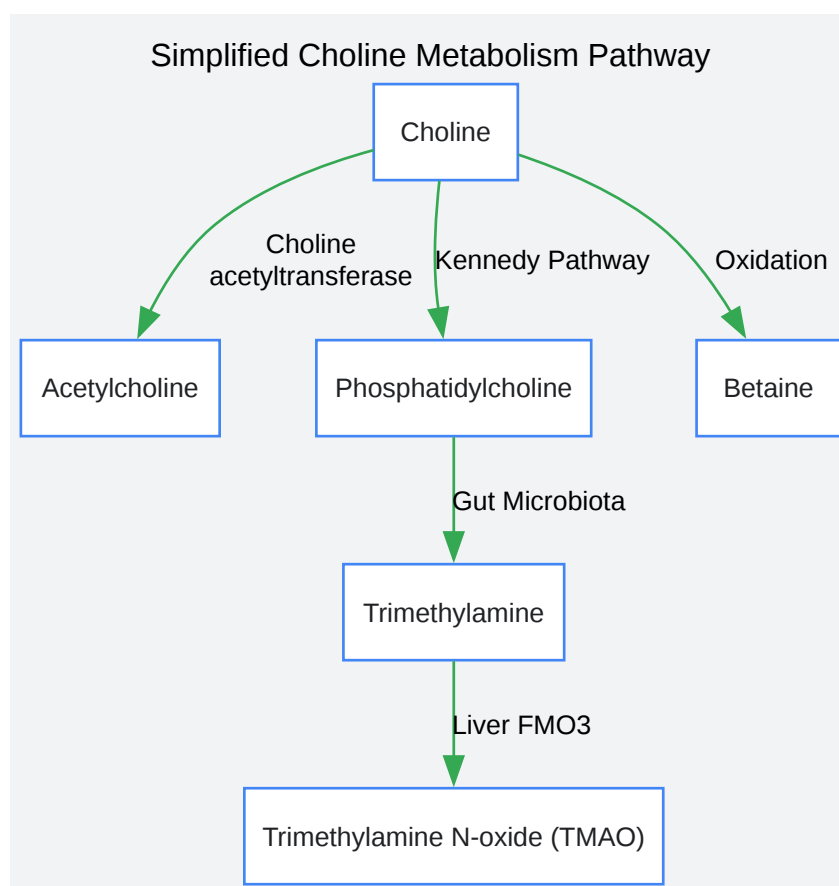 Simplified Choline Metabolism Pathway
Choline
Choline
acetyltransferase
Kennedy Pathway
Oxidation
Acetylcholine
Phosphatidylcholine
Betaine
Gut Microbiota
Trimethylamine
Liver FMO3
Trimethylamine N-oxide (TMAO)